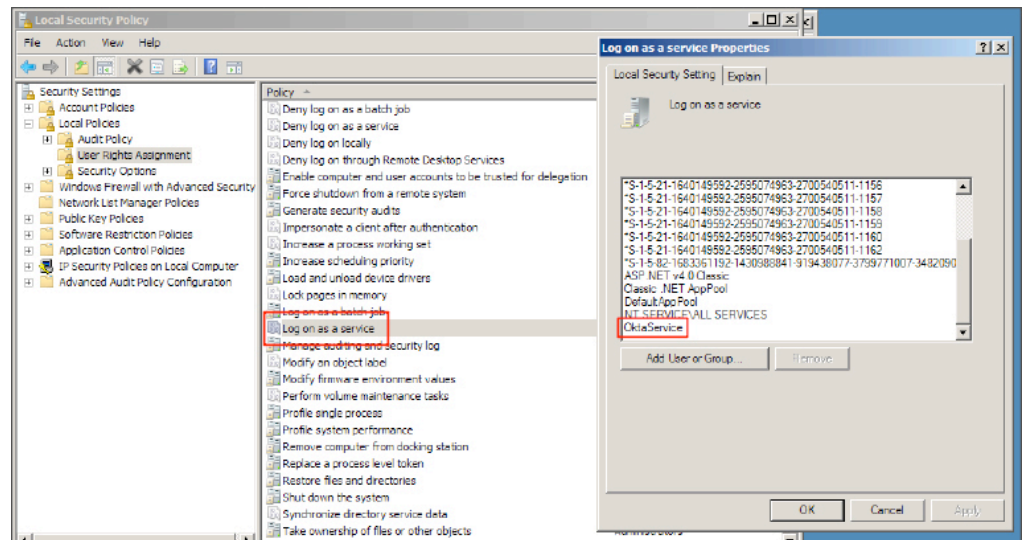 Local Security Policy
File Action View Help
Security Settings
Account Policies
Local Policies
Audit Policy
User Rights Assignment
Security Options
Windows Firewall with Advanced Security
Network List Manager Policies
Public Key Policies
Software Restriction Policies
Application Control Policies
IP Security Policies on Local Computer
Advanced Audit Policy Configuration
Policy
Deny log on as a batch job
Deny log on as a service
Deny log on locally
Deny log on through Remote Desktop Services
Enable computer and user accounts to be trusted for delegation
Force shutdown from a remote system
Generate security audits
Impersonate a client after authentication
Increase a process working set
Increase scheduling priority
Load and unload device drivers
Lock pages in memory
Log on as a batch job
Log on as a service
Manage auditing and security log
Modify an object label
Modify firmware environment values
Perform volume maintenance tasks
Profile single process
Profile system performance
Remove computer from docking station
Replace a process level token
Restore files and directories
Shut down the system
Synchronize directory service data
Take ownership of files or other objects
Administrators
Log on as a service Properties
Local Security Setting Explain
Log on as a service
*S-1-5-21-1640149592-2595074963-2700540511-1156
*S-1-5-21-1640149592-2595074963-2700540511-1157
*S-1-5-21-1640149592-2595074963-2700540511-1158
*S-1-5-21-1640149592-2595074963-2700540511-1159
*S-1-5-21-1640149592-2595074963-2700540511-1160
*S-1-5-21-1640149592-2595074963-2700540511-1162
*S-1-5-82-1683361192-1430988841-919438077-3799771007-3482090
ASP.NET v4.0 Classic
Classic .NET AppPool
DefaultAppPool
NT SERVICE\ALL SERVICES
OktaService
Add User or Group... Remove
OK Cancel Apply